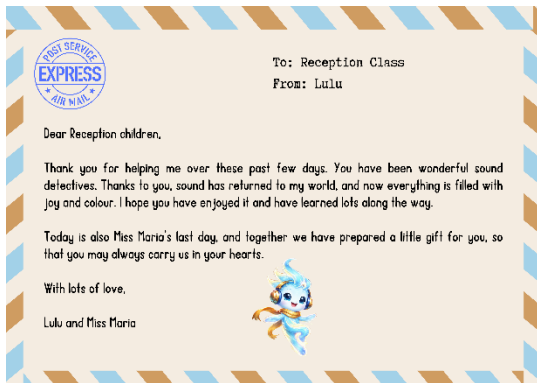 POST SERVICE
EXPRESS
AIR MAIL
To: Reception Class
From: Lulu
Dear Reception children,
Thank you for helping me over these past few days. You have been wonderful sound
detectives. Thanks to you, sound has returned to my world, and now everything is filled with
joy and colour. I hope you have enjoyed it and have learned lots along the way.
Today is also Miss Maria's last day, and together we have prepared a little gift for you, so
that you may always carry us in your hearts.
With lots of love,
Lulu and Miss Maria